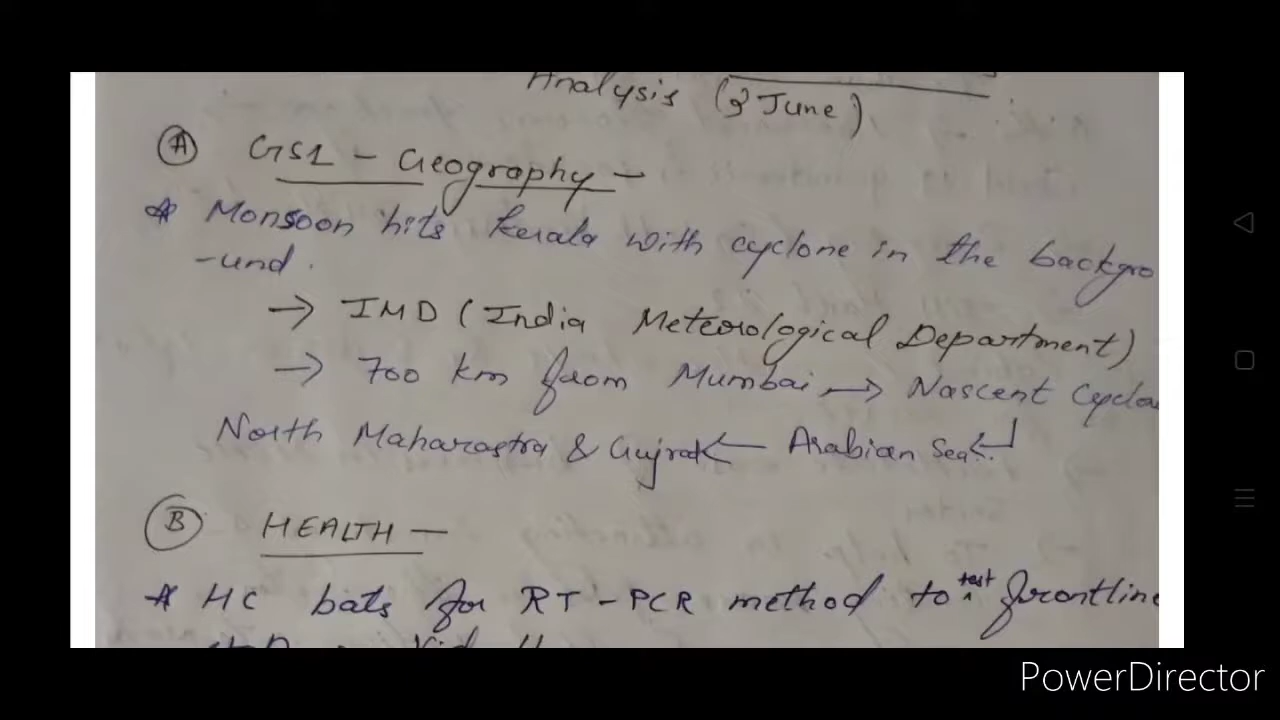 Analysis (3 June)
(A) GS1 - Geography -
* Monsoon hits Kerala with cyclone in the backgro
-und.
→ IMD (India Meteorological Department)
→ 700 km from Mumbai → Nascent Cyclo
North Maharastra & Gujrat ← Arabian Sea ↵
(B) HEALTH -
* HC bats for RT-PCR method to ^test frontline
PowerDirector